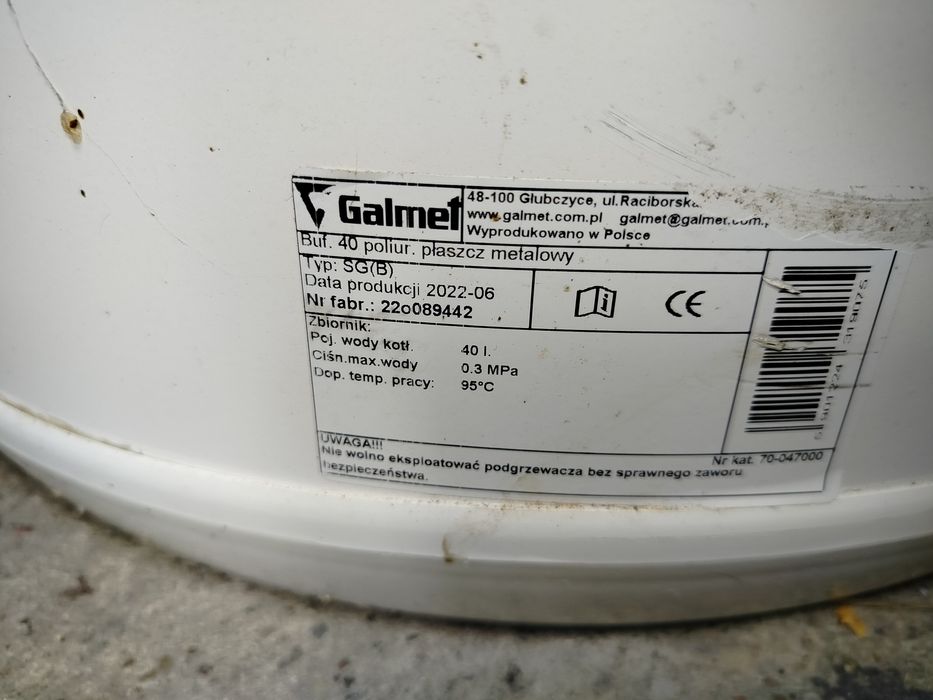 Galmet
48-100 Głubczyce, ul.Raciborska
www.galmet.com.pl galmet@galmet.com.
Wyprodukowano w Polsce
Buf. 40 poliur. płaszcz metalowy
Typ: SG(B)
Data produkcji 2022-06
Nr fabr.: 22o089442
Zbiornik:
Poj. wody kotł. 40 l.
Ciśn.max.wody 0.3 MPa
Dop. temp. pracy: 95°C
Nr kat. 70-047000
UWAGA!!!
Nie wolno eksploatować podgrzewacza bez sprawnego zaworu
bezpieczeństwa.